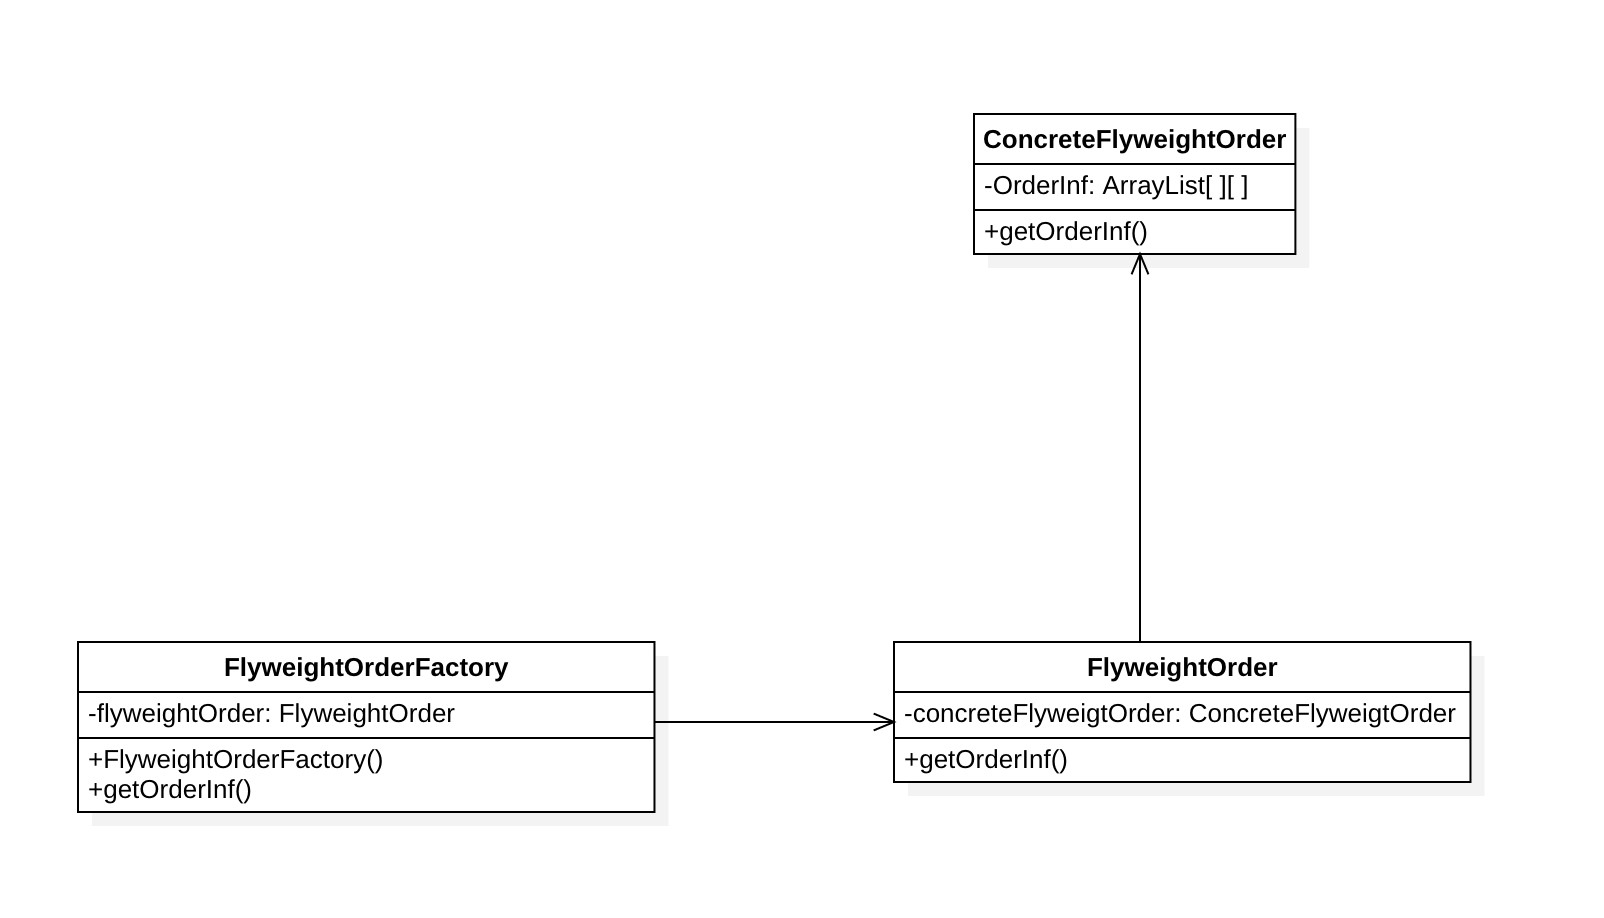 ConcreteFlyweightOrder
-OrderInf: ArrayList[ ][ ]
+getOrderInf()
FlyweightOrderFactory
-flyweightOrder: FlyweightOrder
+FlyweightOrderFactory()
+getOrderInf()
FlyweightOrder
-concreteFlyweigtOrder: ConcreteFlyweigtOrder
+getOrderInf()